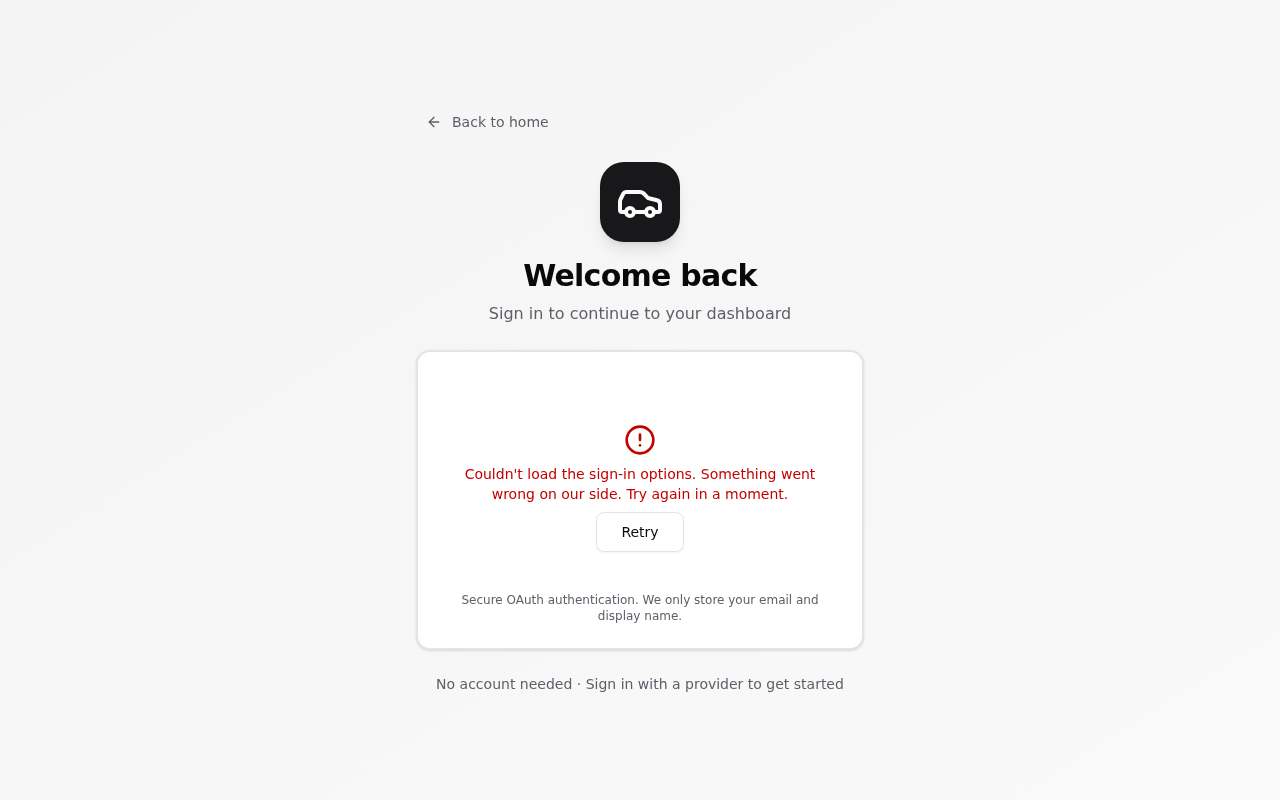 Back to home
Welcome back
Sign in to continue to your dashboard
Couldn't load the sign-in options. Something went
wrong on our side. Try again in a moment.
Retry
Secure OAuth authentication. We only store your email and
display name.
No account needed · Sign in with a provider to get started